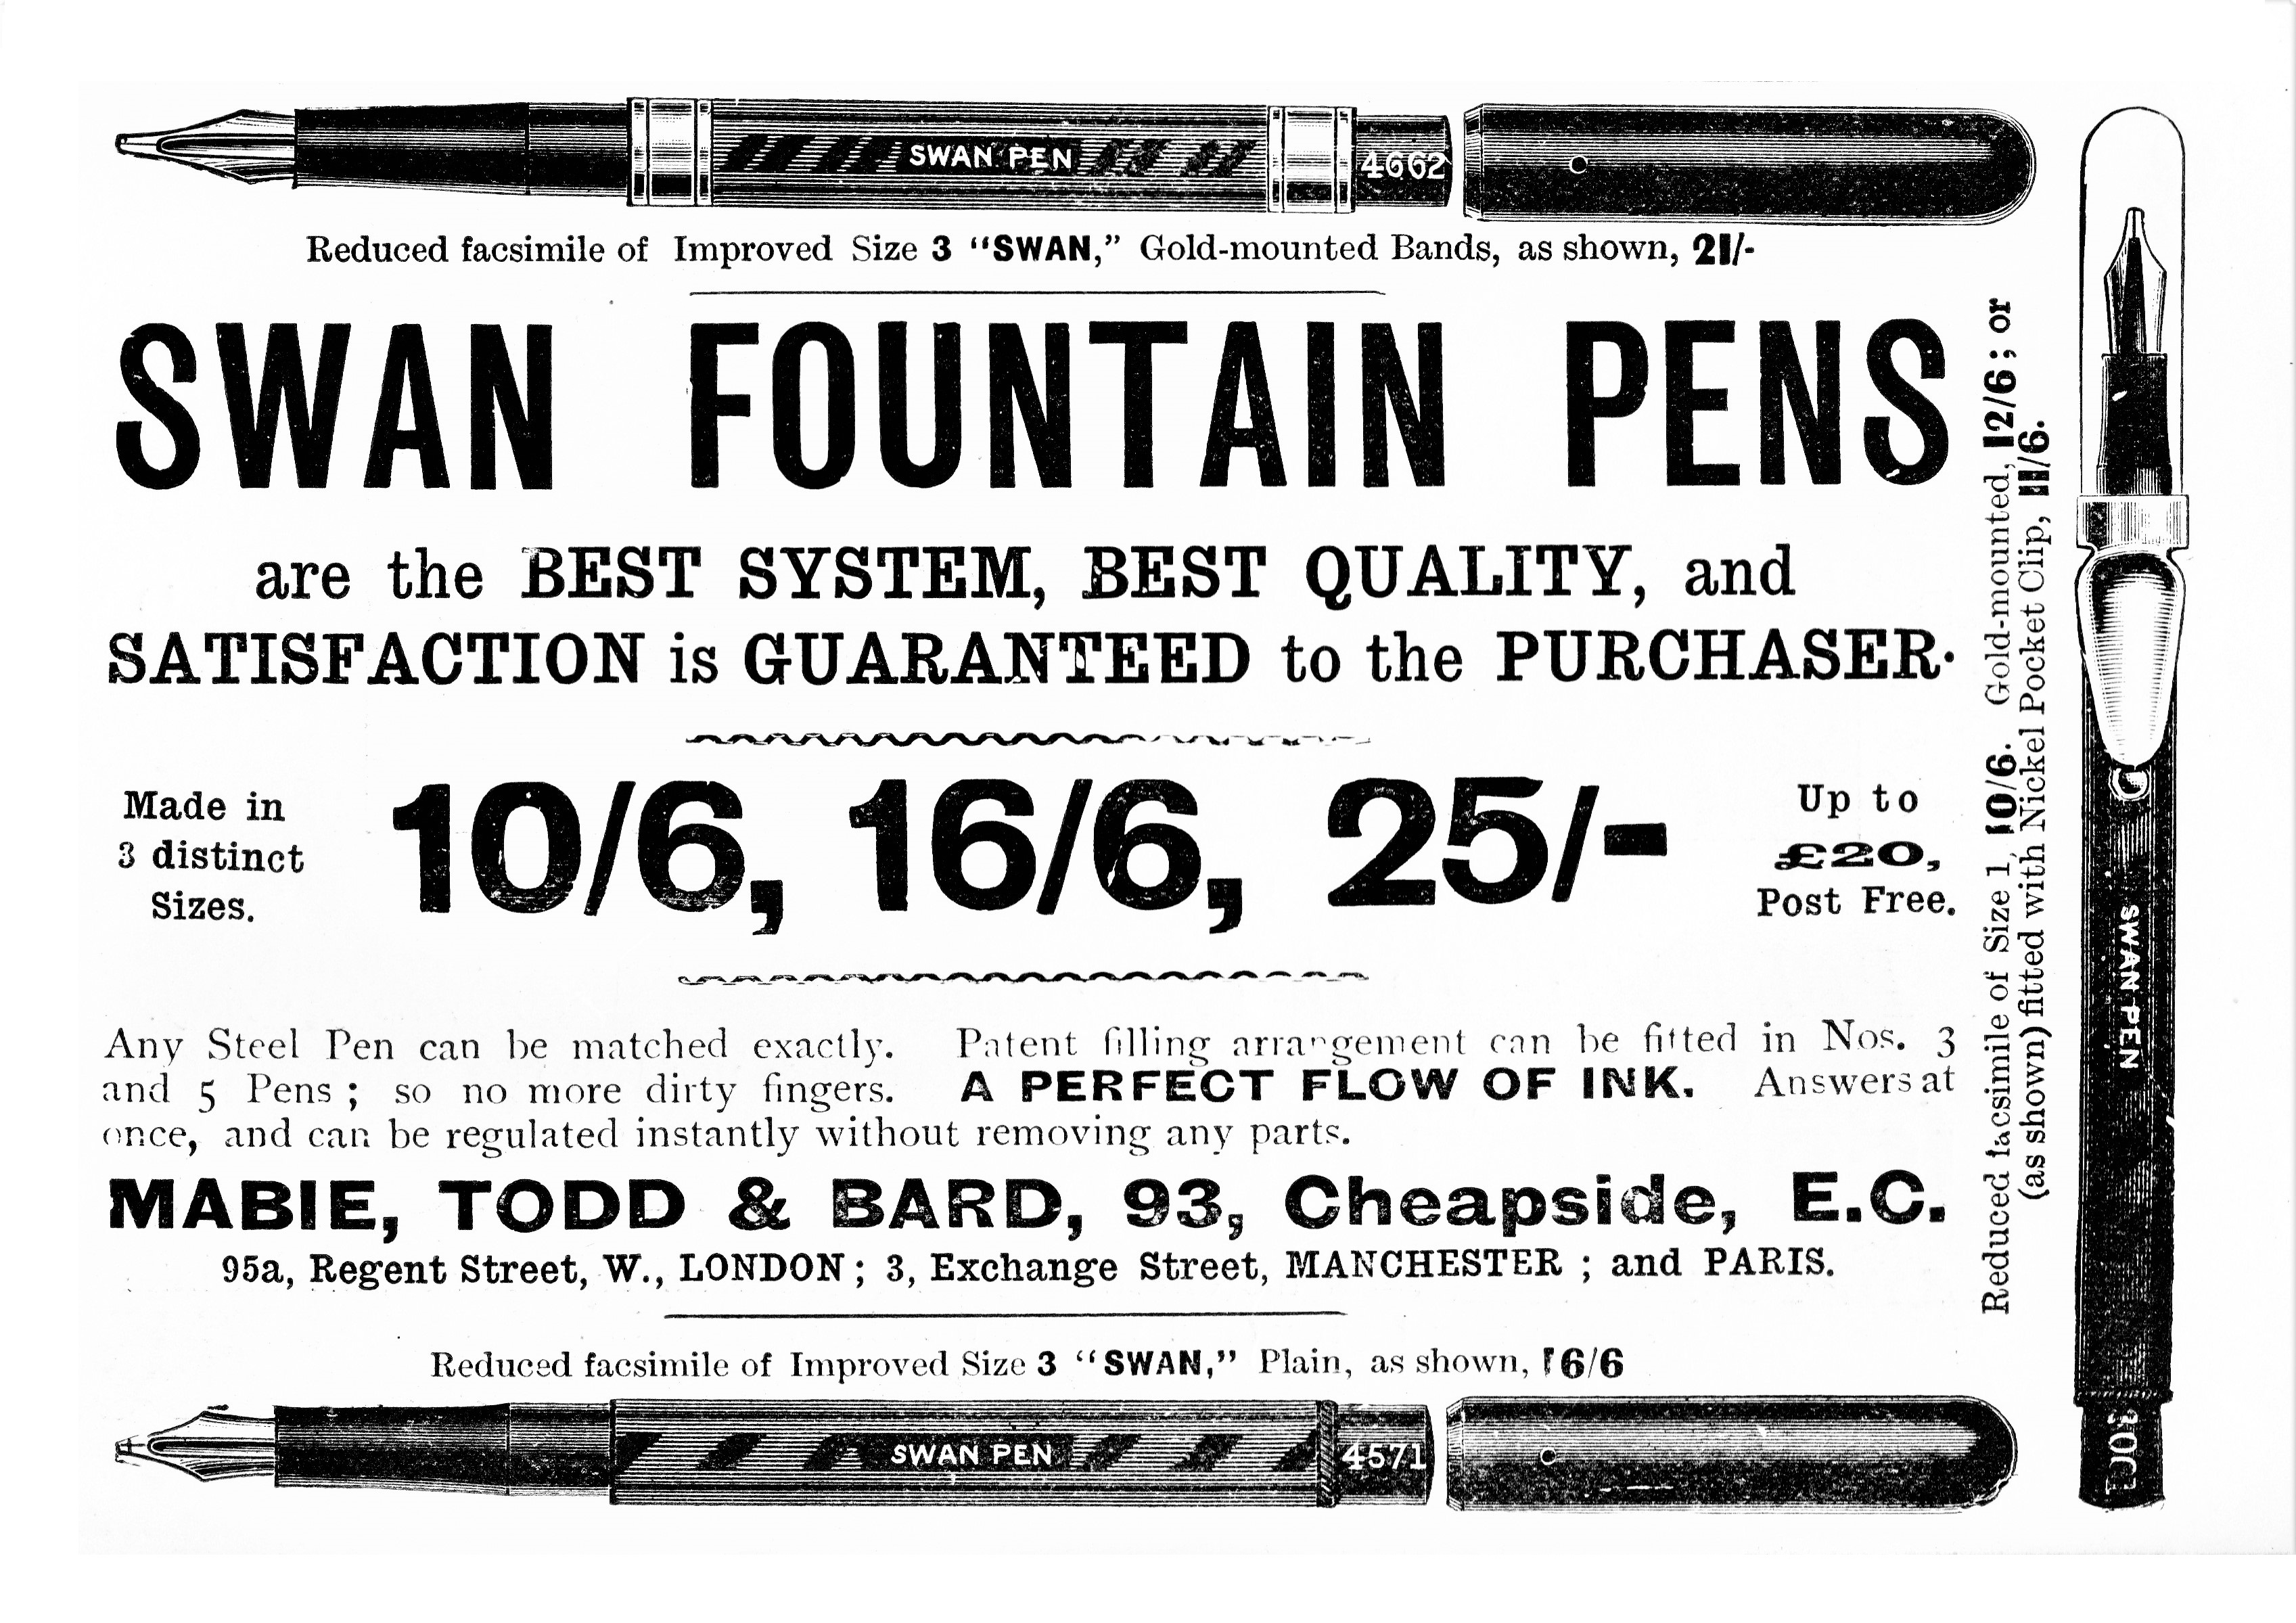 SWAN PEN
4662
Reduced facsimile of Improved Size 3 "SWAN," Gold-mounted Bands, as shown, 21/-
SWAN FOUNTAIN PENS
are the BEST SYSTEM, BEST QUALITY, and
SATISFACTION is GUARANTEED to the PURCHASER.
Made in
3 distinct
Sizes.
10/6, 16/6, 25/-
Up to
£20,
Post Free.
Any Steel Pen can be matched exactly. Patent filling arrangement can be fitted in Nos. 3
and 5 Pens ; so no more dirty fingers. A PERFECT FLOW OF INK. Answers at
once, and can be regulated instantly without removing any parts.
MABIE, TODD & BARD, 93, Cheapside, E.C.
95a, Regent Street, W., LONDON ; 3, Exchange Street, MANCHESTER ; and PARIS.
Reduced facsimile of Improved Size 3 "SWAN," Plain, as shown, 16/6
SWAN PEN
4571
Reduced facsimile of Size 1, 10/6. Gold-mounted, 12/6 ; or
(as shown) fitted with Nickel Pocket Clip, 11/6.
SWAN PEN